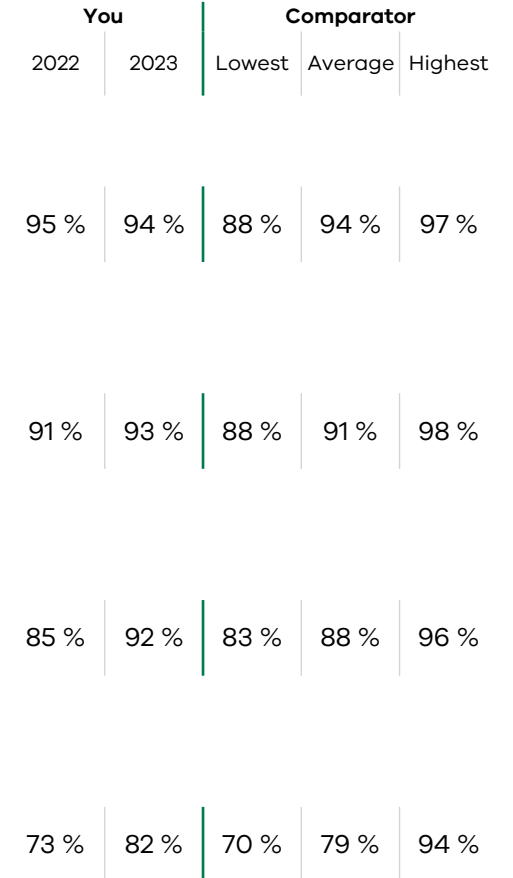 You Comparator
2022 2023 Lowest Average Highest
95 % 94 % 88 % 94 % 97 %
91 % 93 % 88 % 91 % 98 %
85 % 92 % 83 % 88 % 96 %
73 % 82 % 70 % 79 % 94 %